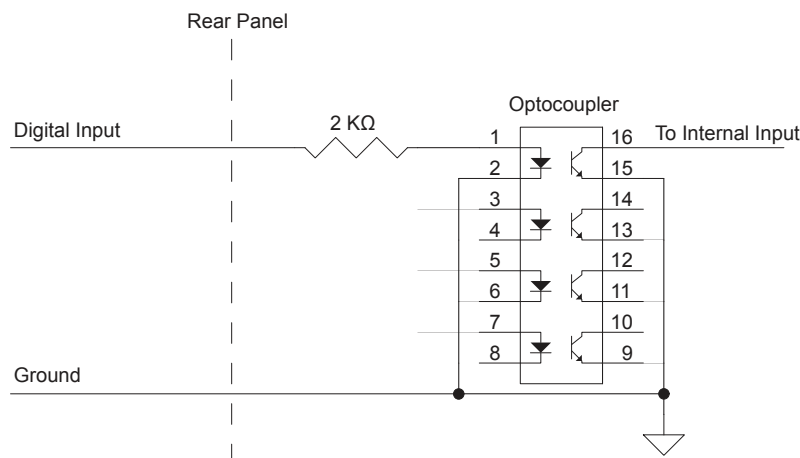 Rear Panel
Optocoupler
2 KΩ
Digital Input
1
16
To Internal Input
2
15
3
14
4
13
5
12
6
11
7
10
8
9
Ground